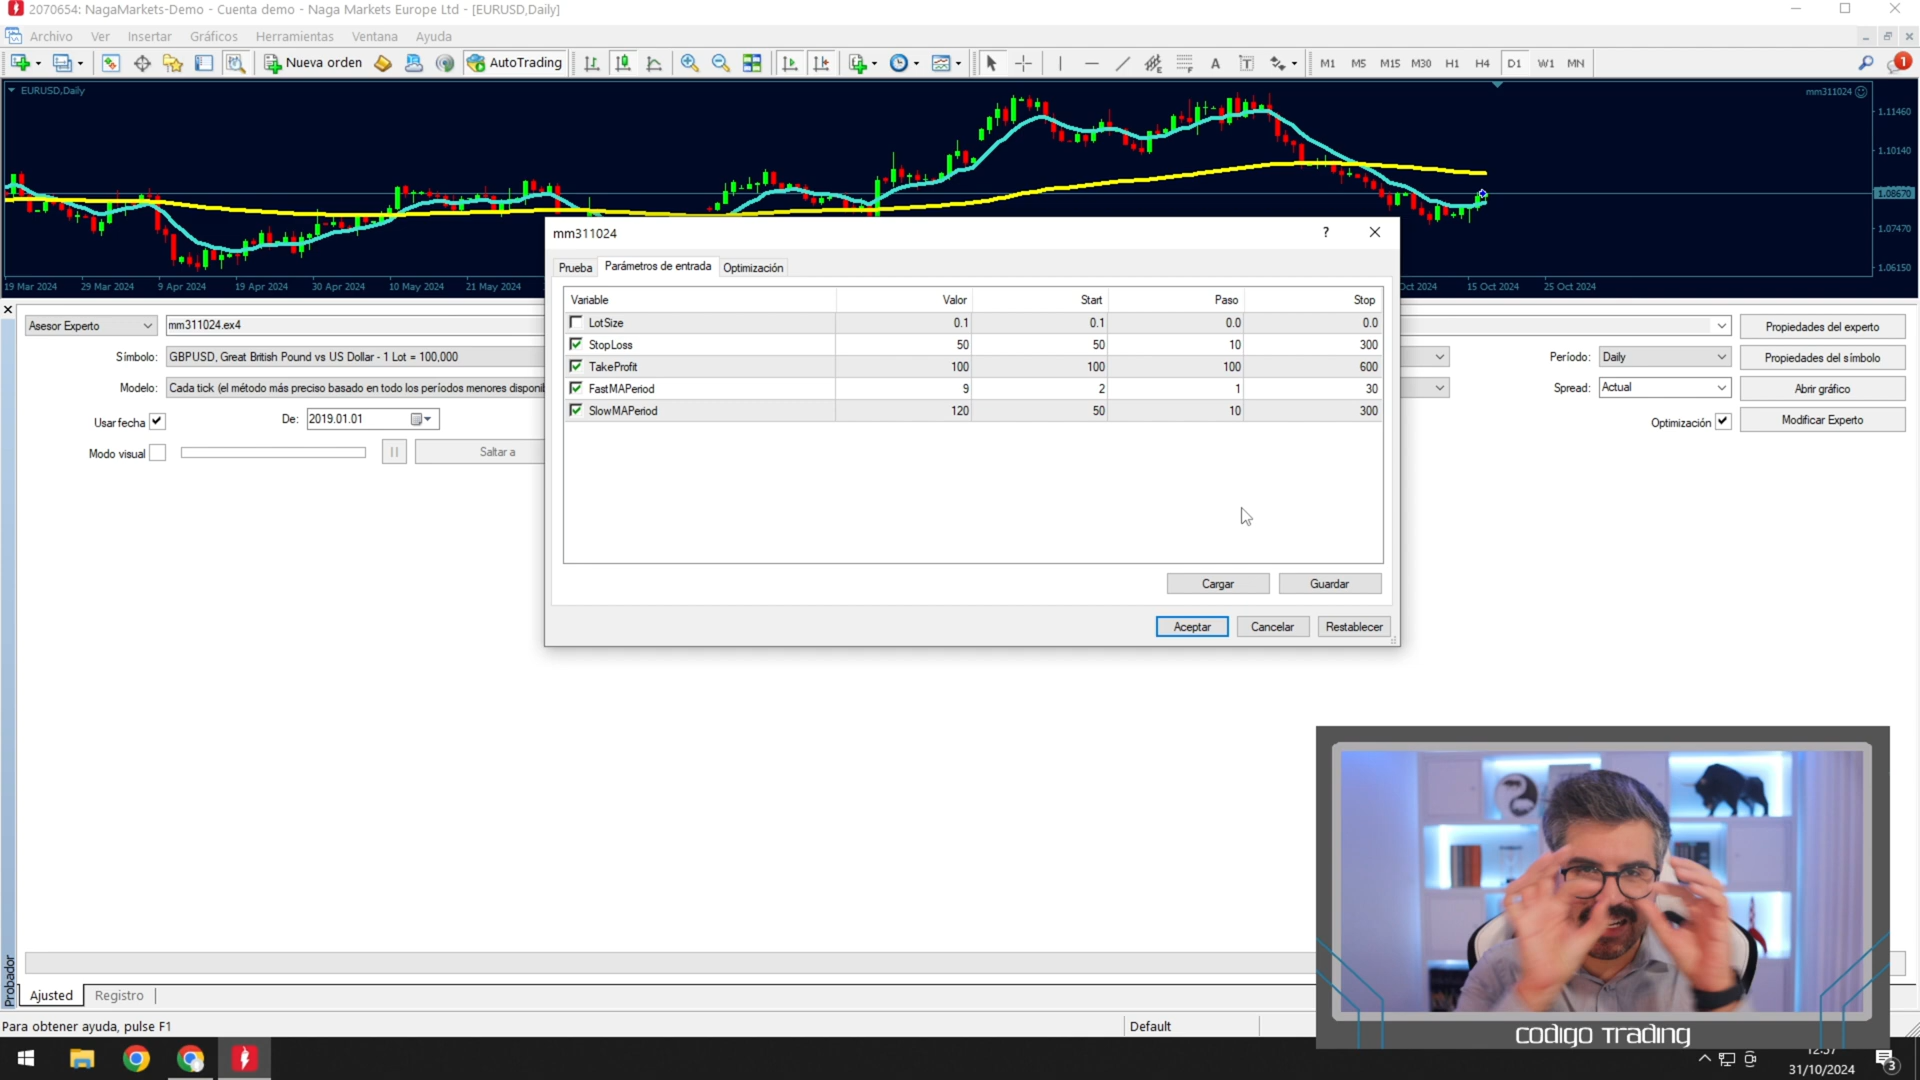 2070654: NagaMarkets-Demo - Cuenta demo - Naga Markets Europe Ltd - [EURUSD,Daily]
Archivo Ver Insertar Gráficos Herramientas Ventana Ayuda
Nueva orden AutoTrading A T M1 M5 M15 M30 H1 H4 D1 W1 MN 1
EURUSD,Daily
mm311024
1.11460
1.10140
1.08670
1.07470
1.06150
19 Mar 2024 29 Mar 2024 9 Apr 2024 19 Apr 2024 30 Apr 2024 10 May 2024 21 May 2024 Oct 2024 15 Oct 2024 25 Oct 2024
mm311024
Prueba Parámetros de entrada Optimización
Variable Valor Start Paso Stop
LotSize 0.1 0.1 0.0 0.0
StopLoss 50 50 10 300
TakeProfit 100 100 100 600
FastMAPeriod 9 2 1 30
SlowMAPeriod 120 50 10 300
Cargar Guardar
Aceptar Cancelar Restablecer
Asesor Experto mm311024.ex4 Propiedades del experto
Símbolo: GBPUSD, Great British Pound vs US Dollar - 1 Lot = 100,000 Período: Daily Propiedades del símbolo
Modelo: Cada tick (el método más preciso basado en todo los períodos menores disponi Spread: Actual Abrir gráfico
Usar fecha De: 2019.01.01 Optimización Modificar Experto
Modo visual Saltar a
Probador
Ajusted Registro
Para obtener ayuda, pulse F1 Default
CODIGO TRADING
12:57
31/10/2024
3